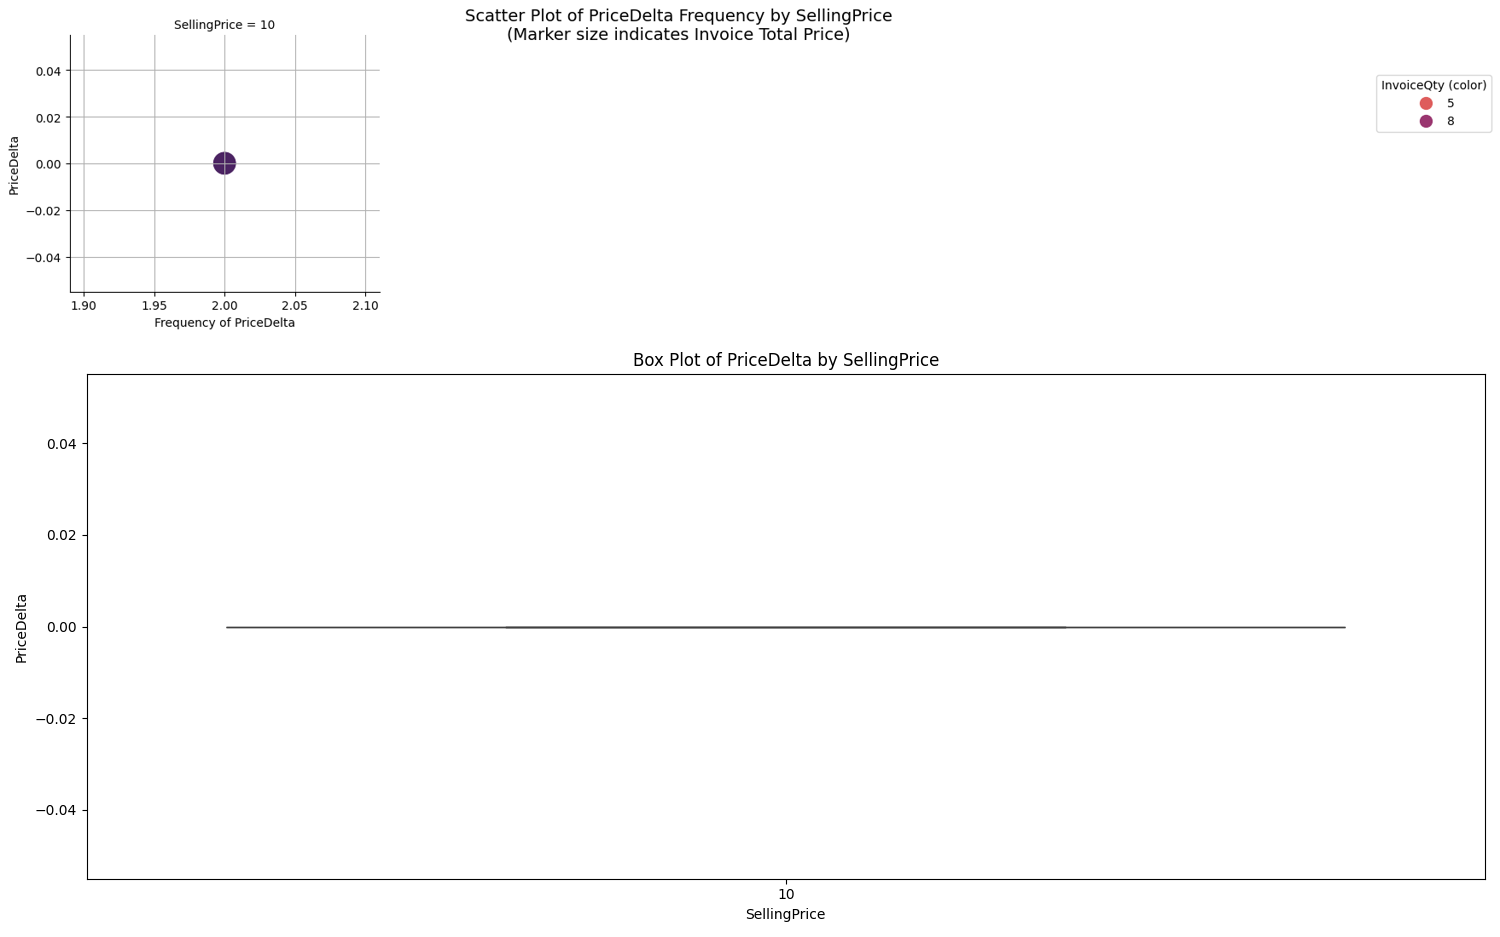 SellingPrice = 10
Scatter Plot of PriceDelta Frequency by SellingPrice
(Marker size indicates Invoice Total Price)
0.04
0.02
0.00
−0.02
−0.04
PriceDelta
1.90 1.95 2.00 2.05 2.10
Frequency of PriceDelta
InvoiceQty (color)
5
8
Box Plot of PriceDelta by SellingPrice
0.04
0.02
0.00
−0.02
−0.04
PriceDelta
10
SellingPrice